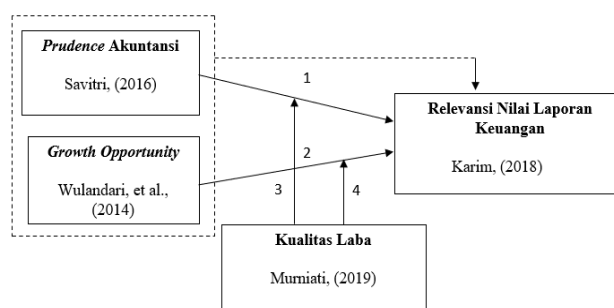 Prudence Akuntansi
Savitri, (2016)
1
Relevansi Nilai Laporan
Keuangan
Karim, (2018)
Growth Opportunity
Wulandari, et al.,
(2014)
2
3
4
Kualitas Laba
Murniati, (2019)